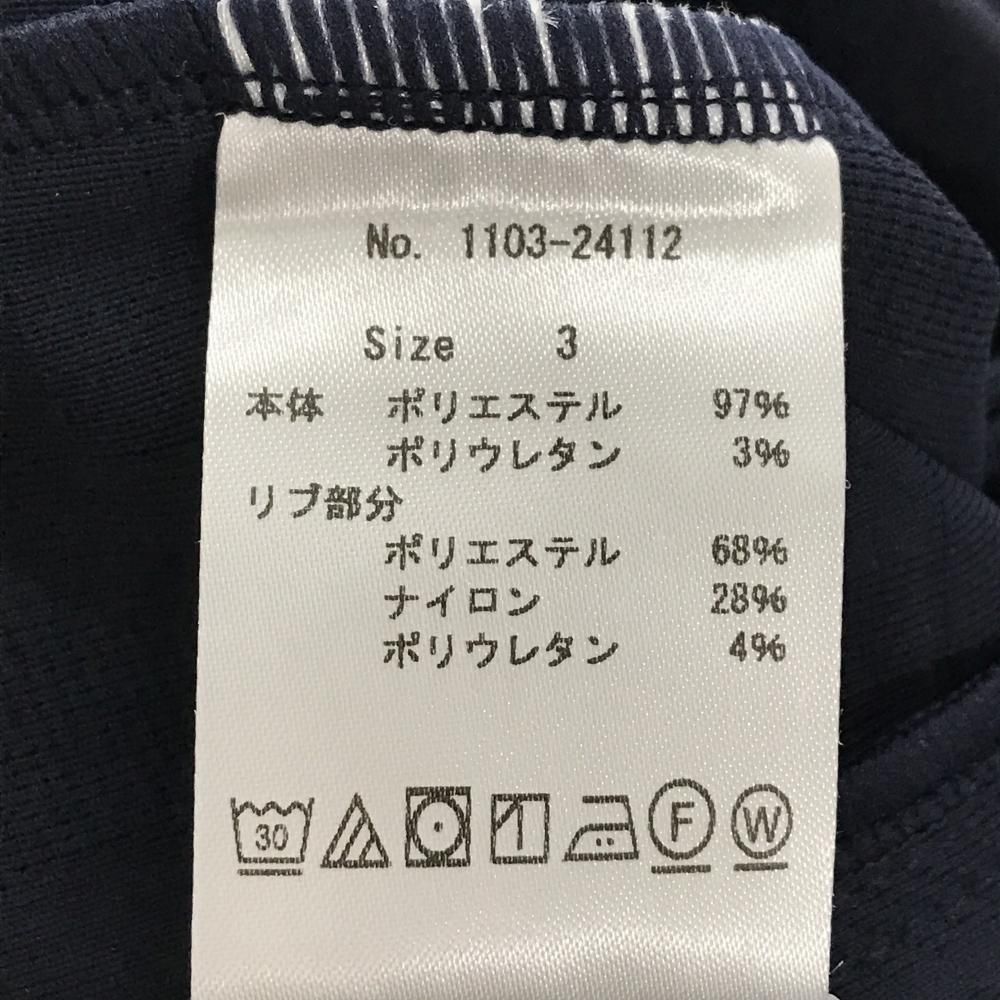 No. 1103-24112
Size 3
本体 ポリエステル 97%
ポリウレタン 3%
リブ部分
ポリエステル 68%
ナイロン 28%
ポリウレタン 4%
30 F W